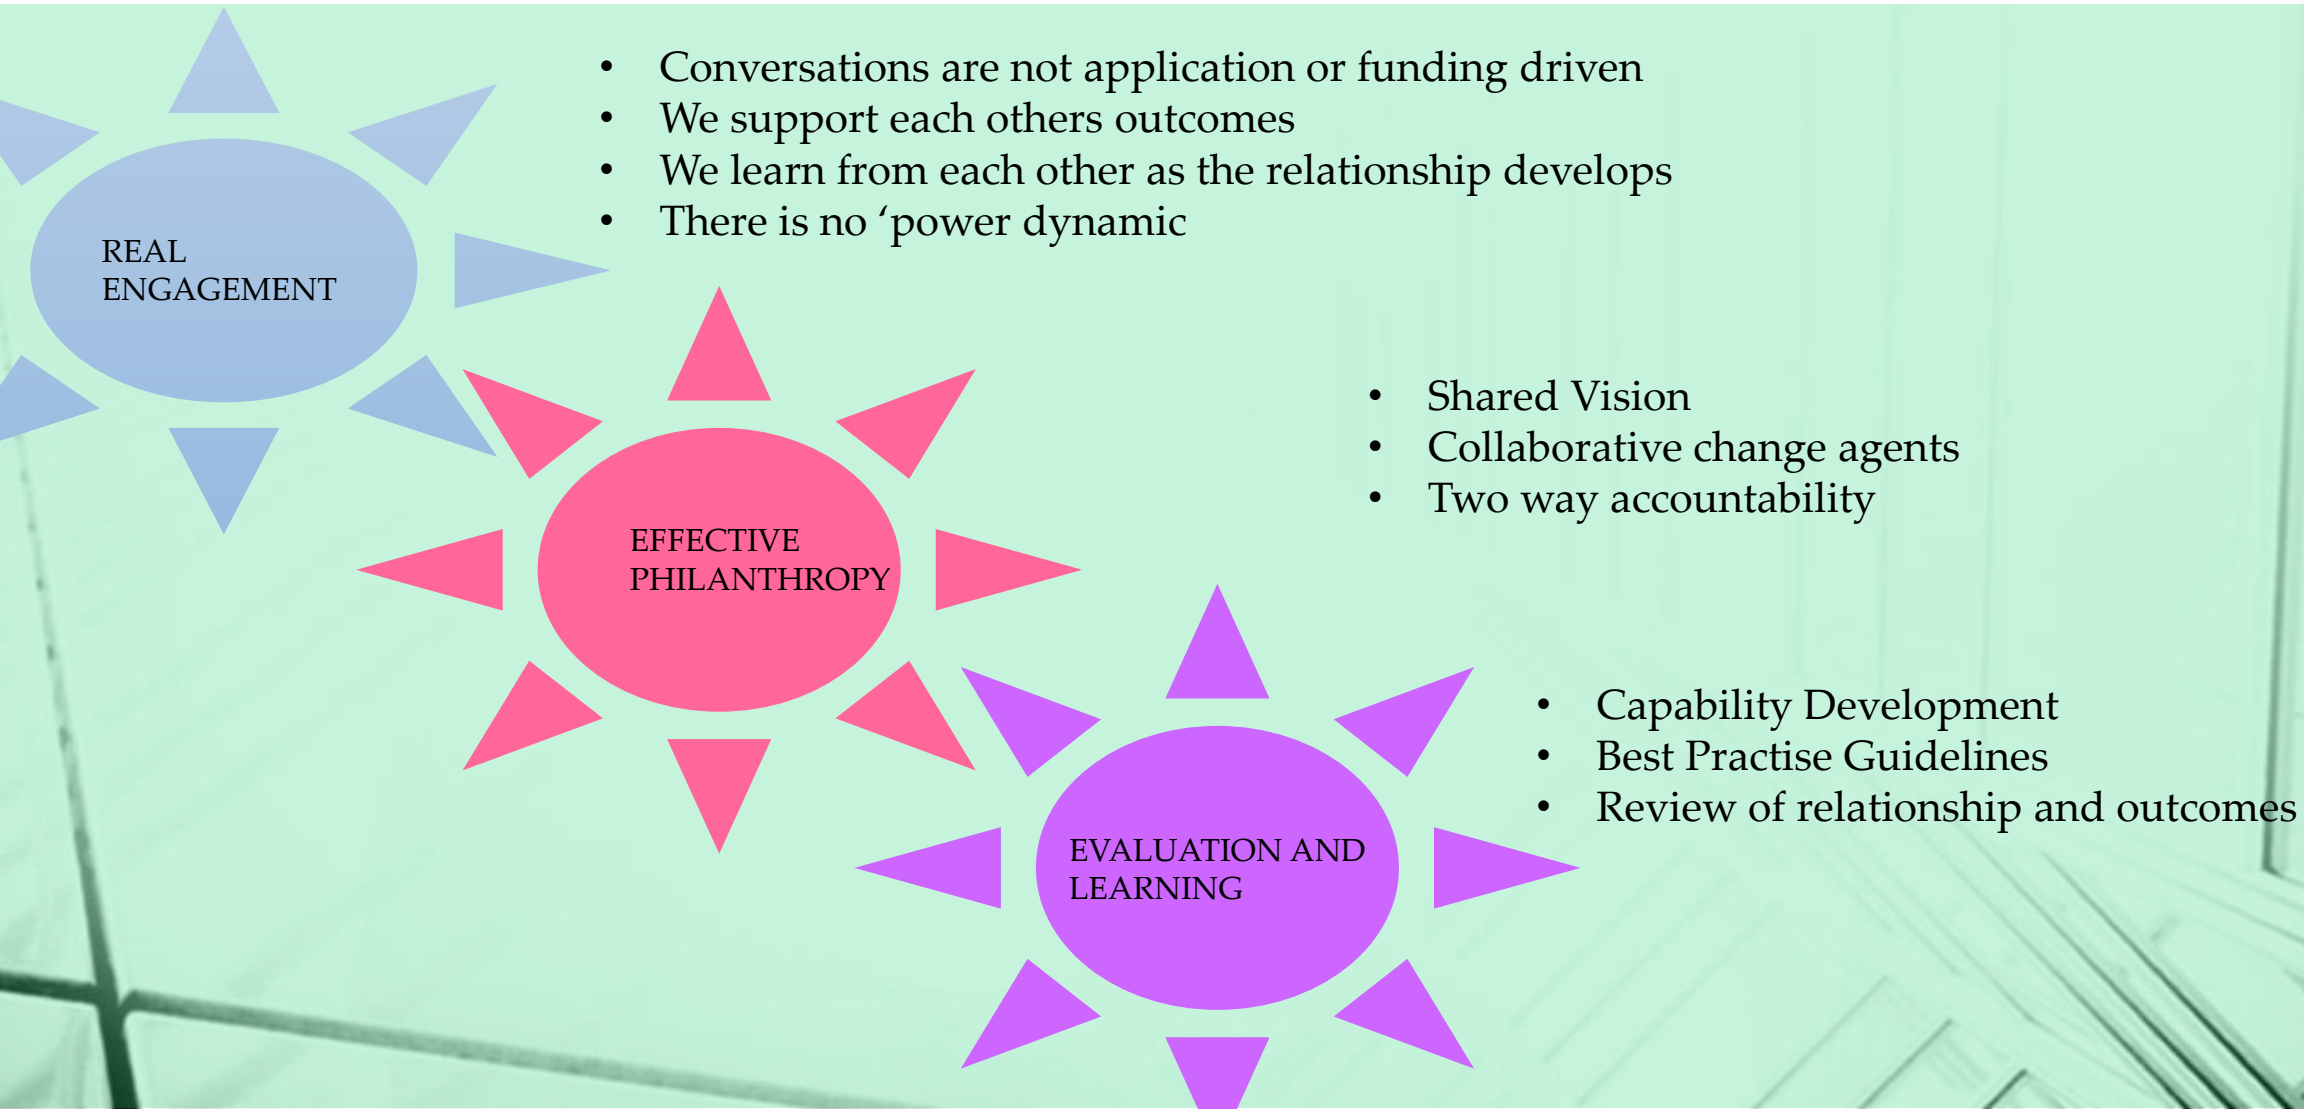 • Conversations are not application or funding driven
• We support each others outcomes
• We learn from each other as the relationship develops
• There is no ‘power dynamic
REAL
ENGAGEMENT
• Shared Vision
• Collaborative change agents
• Two way accountability
EFFECTIVE
PHILANTHROPY
• Capability Development
• Best Practise Guidelines
• Review of relationship and outcomes
EVALUATION AND
LEARNING